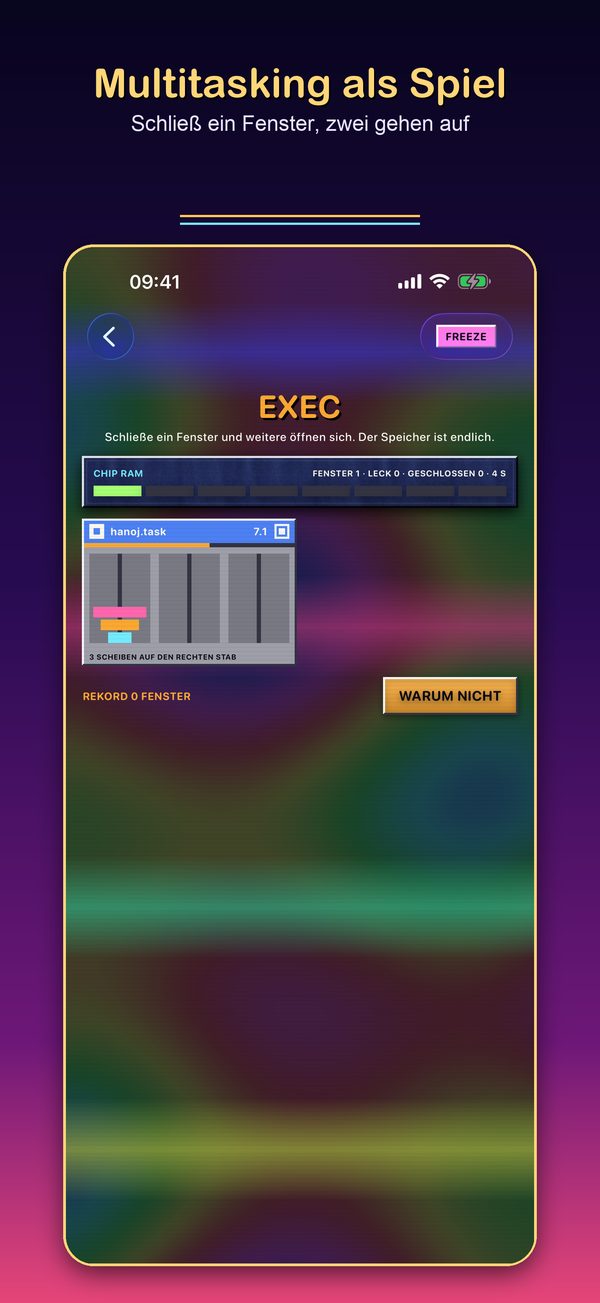 Multitasking als Spiel
Schließ ein Fenster, zwei gehen auf
09:41
FREEZE
EXEC
Schließe ein Fenster und weitere öffnen sich. Der Speicher ist endlich.
CHIP RAM
FENSTER 1 · LECK 0 · GESCHLOSSEN 0 · 4 S
hanoj.task 7.1
3 SCHEIBEN AUF DEN RECHTEN STAB
REKORD 0 FENSTER
WARUM NICHT